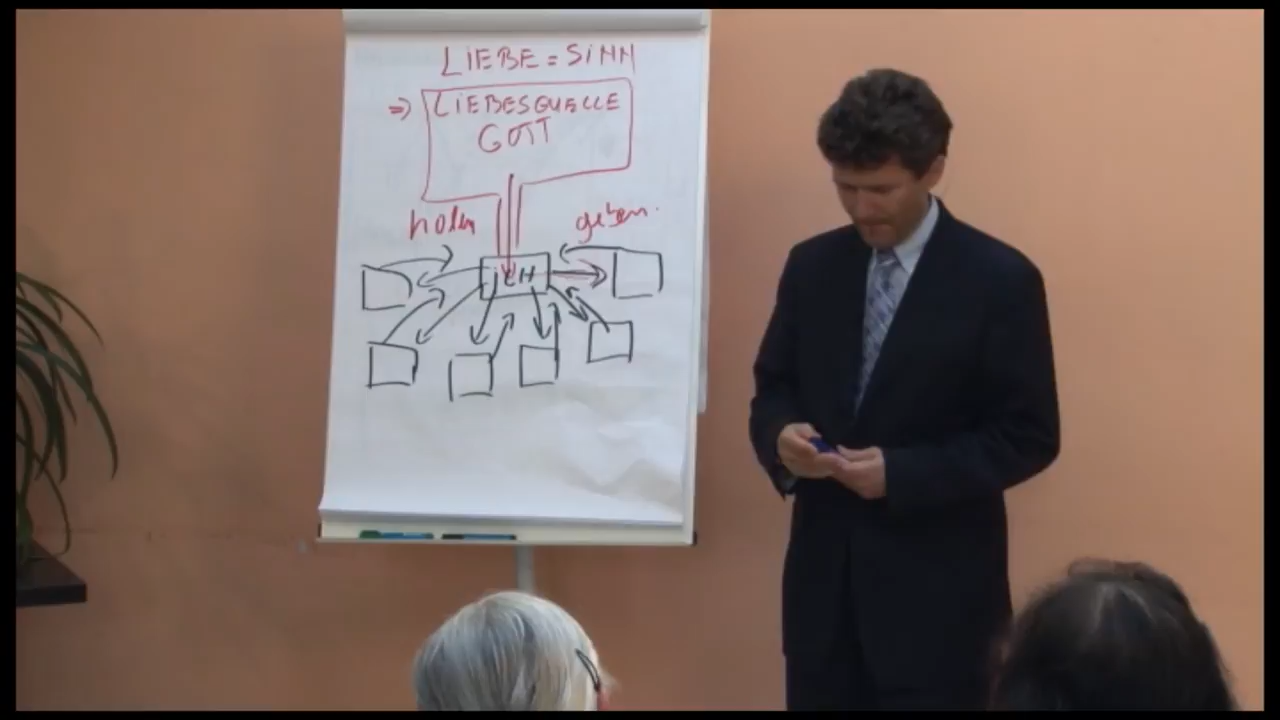 LIEBE = SINN
⇒ LIEBESQUELLE
GOTT
holen geben.
ICH